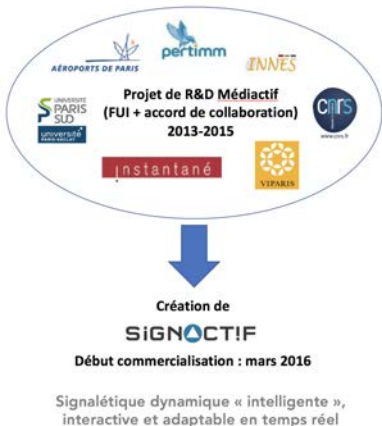 pertimm
AÉROPORTS DE PARIS
INNES
Projet de R&D Médiactif
(FUI + accord de collaboration)
2013-2015
UNIVERSITÉ
PARIS
SUD
université
PARIS-SACLAY
cnrs
www.cnrs.fr
instantané
VIPARIS
Création de
SIGNACTIF
Début commercialisation : mars 2016
Signalétique dynamique « intelligente »,
interactive et adaptable en temps réel